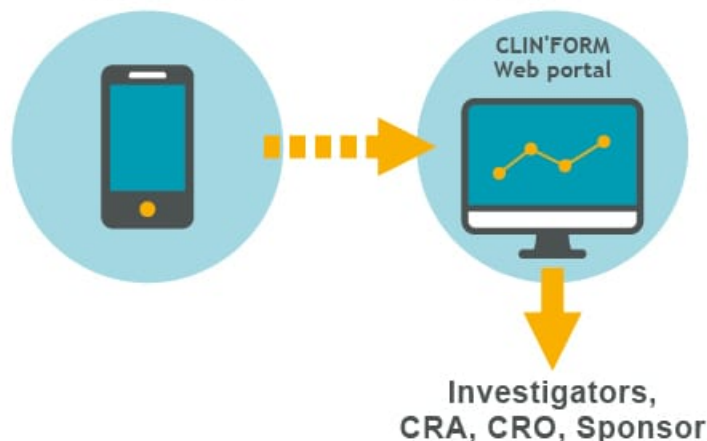 CLIN'FORM
Web portal
Investigators,
CRA, CRO, Sponsor